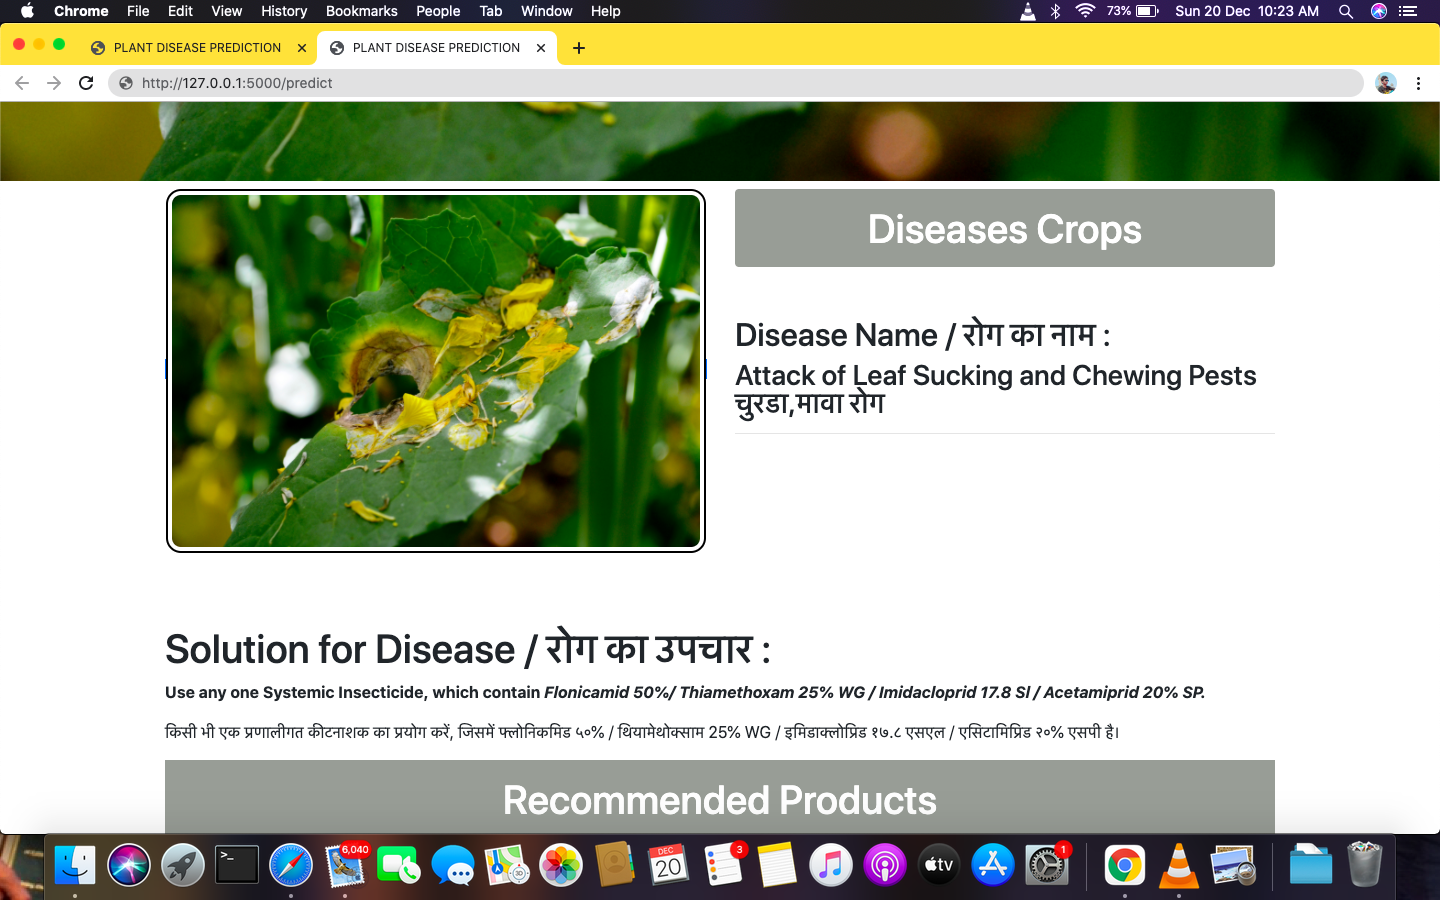 Chrome File Edit View History Bookmarks People Tab Window Help 73% Sun 20 Dec 10:23 AM
PLANT DISEASE PREDICTION PLANT DISEASE PREDICTION
http://127.0.0.1:5000/predict
Diseases Crops
Disease Name / रोग का नाम :
Attack of Leaf Sucking and Chewing Pests
चुरडा,मावा रोग
Solution for Disease / रोग का उपचार :
Use any one Systemic Insecticide, which contain Flonicamid 50%/ Thiamethoxam 25% WG / Imidacloprid 17.8 Sl / Acetamiprid 20% SP.
किसी भी एक प्रणालीगत कीटनाशक का प्रयोग करें, जिसमें फ्लोनिकमिड ५०% / थियामेथोक्साम 25% WG / इमिडाक्लोप्रिड १७.८ एसएल / एसिटामिप्रिड २०% एसपी है।
Recommended Products
6,040 3D DEC 20 3 tv 1